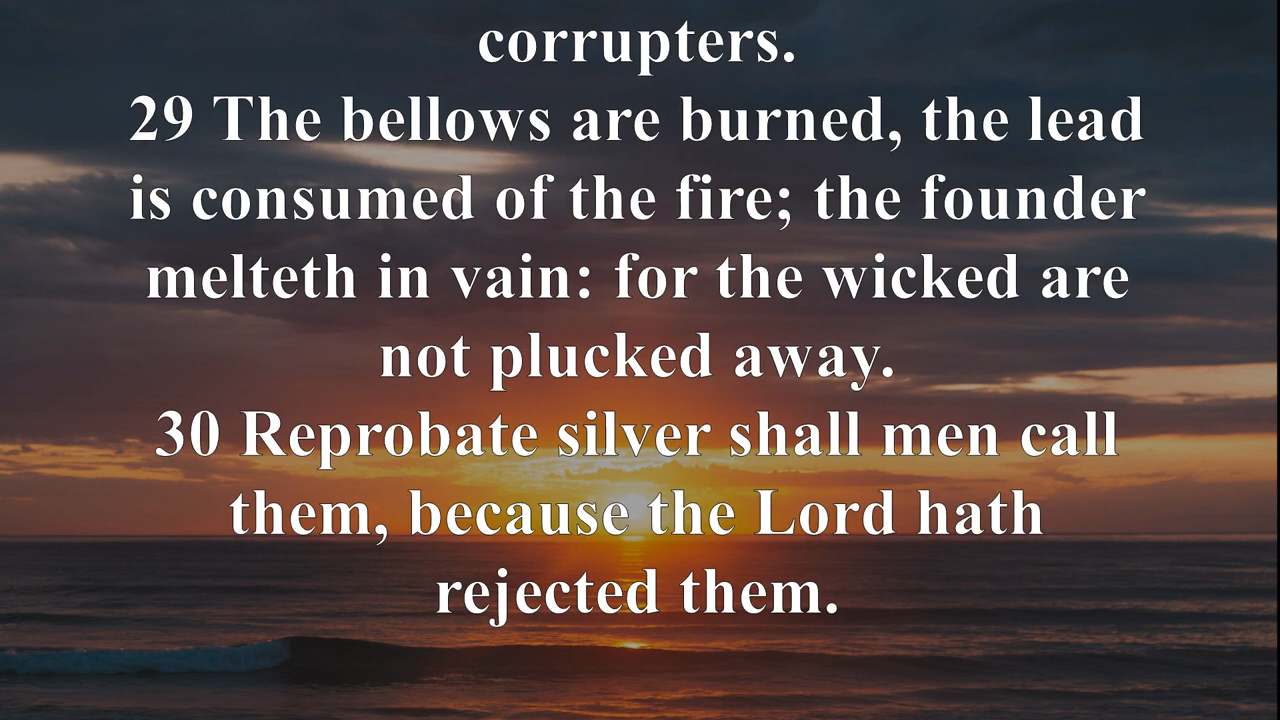 corrupters.
29 The bellows are burned, the lead
is consumed of the fire; the founder
melteth in vain: for the wicked are
not plucked away.
30 Reprobate silver shall men call
them, because the Lord hath
rejected them.